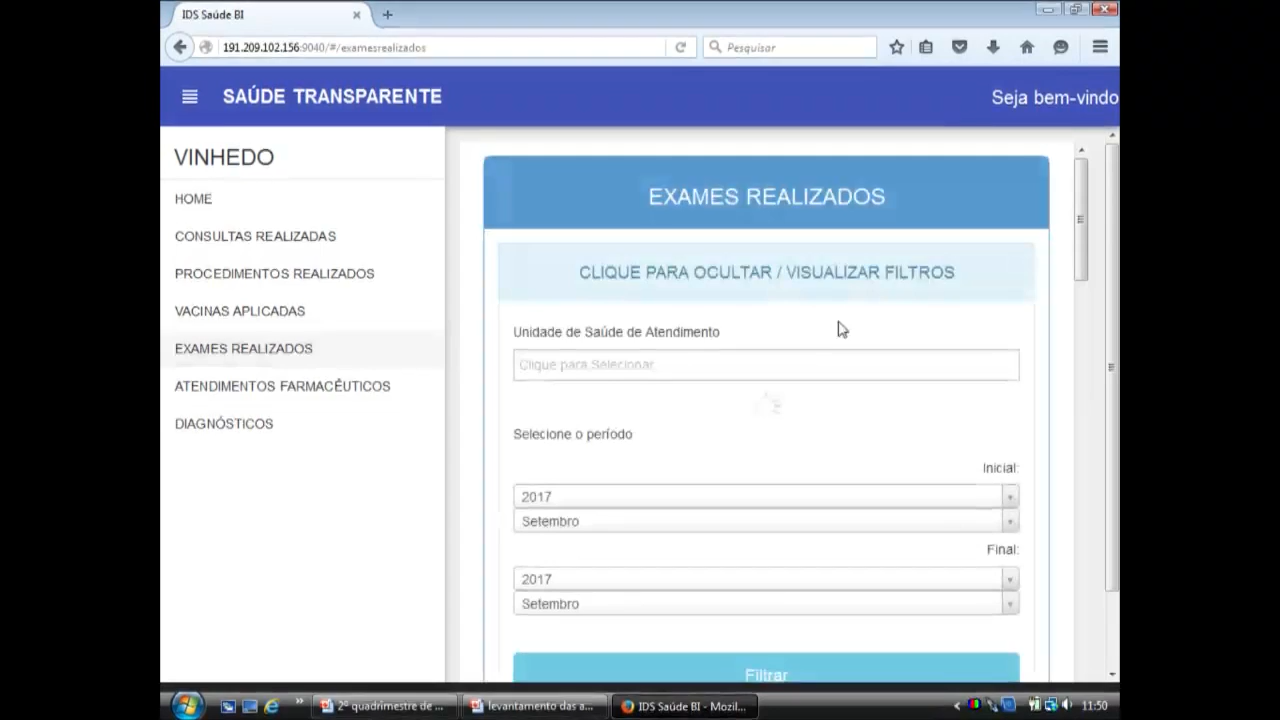 IDS Saúde BI
191.209.102.156:9040/#/examesrealizados
Pesquisar
SAÚDE TRANSPARENTE
Seja bem-vindo
VINHEDO
HOME
CONSULTAS REALIZADAS
PROCEDIMENTOS REALIZADOS
VACINAS APLICADAS
EXAMES REALIZADOS
ATENDIMENTOS FARMACÊUTICOS
DIAGNÓSTICOS
EXAMES REALIZADOS
CLIQUE PARA OCULTAR / VISUALIZAR FILTROS
Unidade de Saúde de Atendimento
Clique para Selecionar
Selecione o período
Inicial:
2017
Setembro
Final:
2017
Setembro
Filtrar
2º quadrimestre de ...
levantamento das a...
IDS Saúde BI - Mozil...
11:50